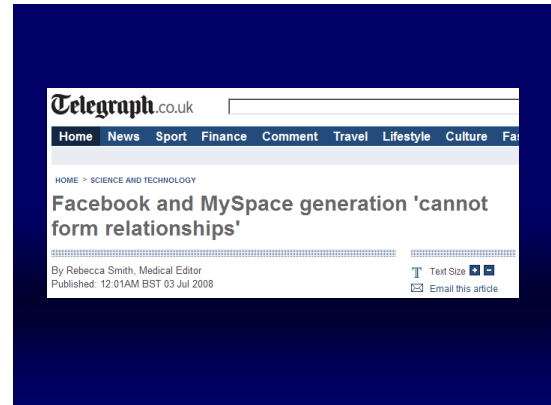 Telegraph.co.uk
Home News Sport Finance Comment Travel Lifestyle Culture
HOME > SCIENCE AND TECHNOLOGY
Facebook and MySpace generation 'cannot
form relationships'
By Rebecca Smith, Medical Editor
Published: 12:01AM BST 03 Jul 2008
T Text Size + -
Email this article